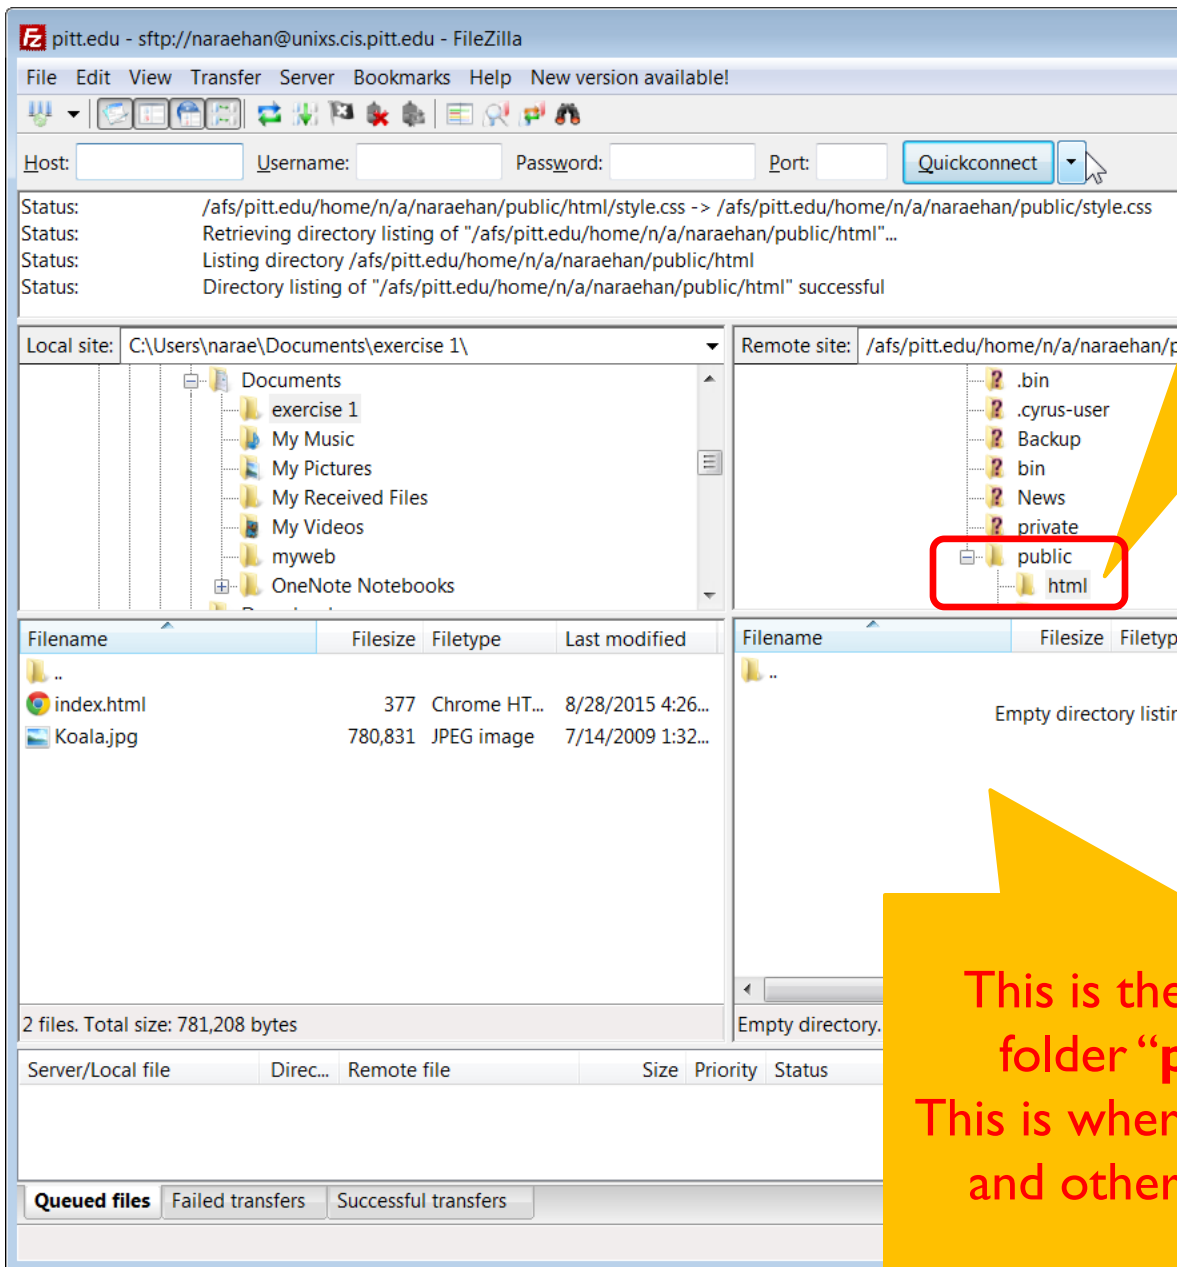 pitt.edu - sftp://naraehan@unixs.cis.pitt.edu - FileZilla
File Edit View Transfer Server Bookmarks Help New version available!
Host: Username: Password: Port: Quickconnect
Status: /afs/pitt.edu/home/n/a/naraehan/public/html/style.css -> /afs/pitt.edu/home/n/a/naraehan/public/style.css
Status: Retrieving directory listing of "/afs/pitt.edu/home/n/a/naraehan/public/html"...
Status: Listing directory /afs/pitt.edu/home/n/a/naraehan/public/html
Status: Directory listing of "/afs/pitt.edu/home/n/a/naraehan/public/html" successful
Local site: C:\Users\narae\Documents\exercise 1\
Documents
exercise 1
My Music
My Pictures
My Received Files
My Videos
myweb
OneNote Notebooks
Remote site: /afs/pitt.edu/home/n/a/naraehan/p
.bin
.cyrus-user
Backup
bin
News
private
public
html
Filename Filesize Filetype Last modified
..
index.html 377 Chrome HT... 8/28/2015 4:26...
Koala.jpg 780,831 JPEG image 7/14/2009 1:32...
2 files. Total size: 781,208 bytes
Filename Filesize Filetyp
..
Empty directory listin
Empty directory.
This is the
folder “p
This is wher
and other
Server/Local file Direc... Remote file Size Priority Status
Queued files Failed transfers Successful transfers